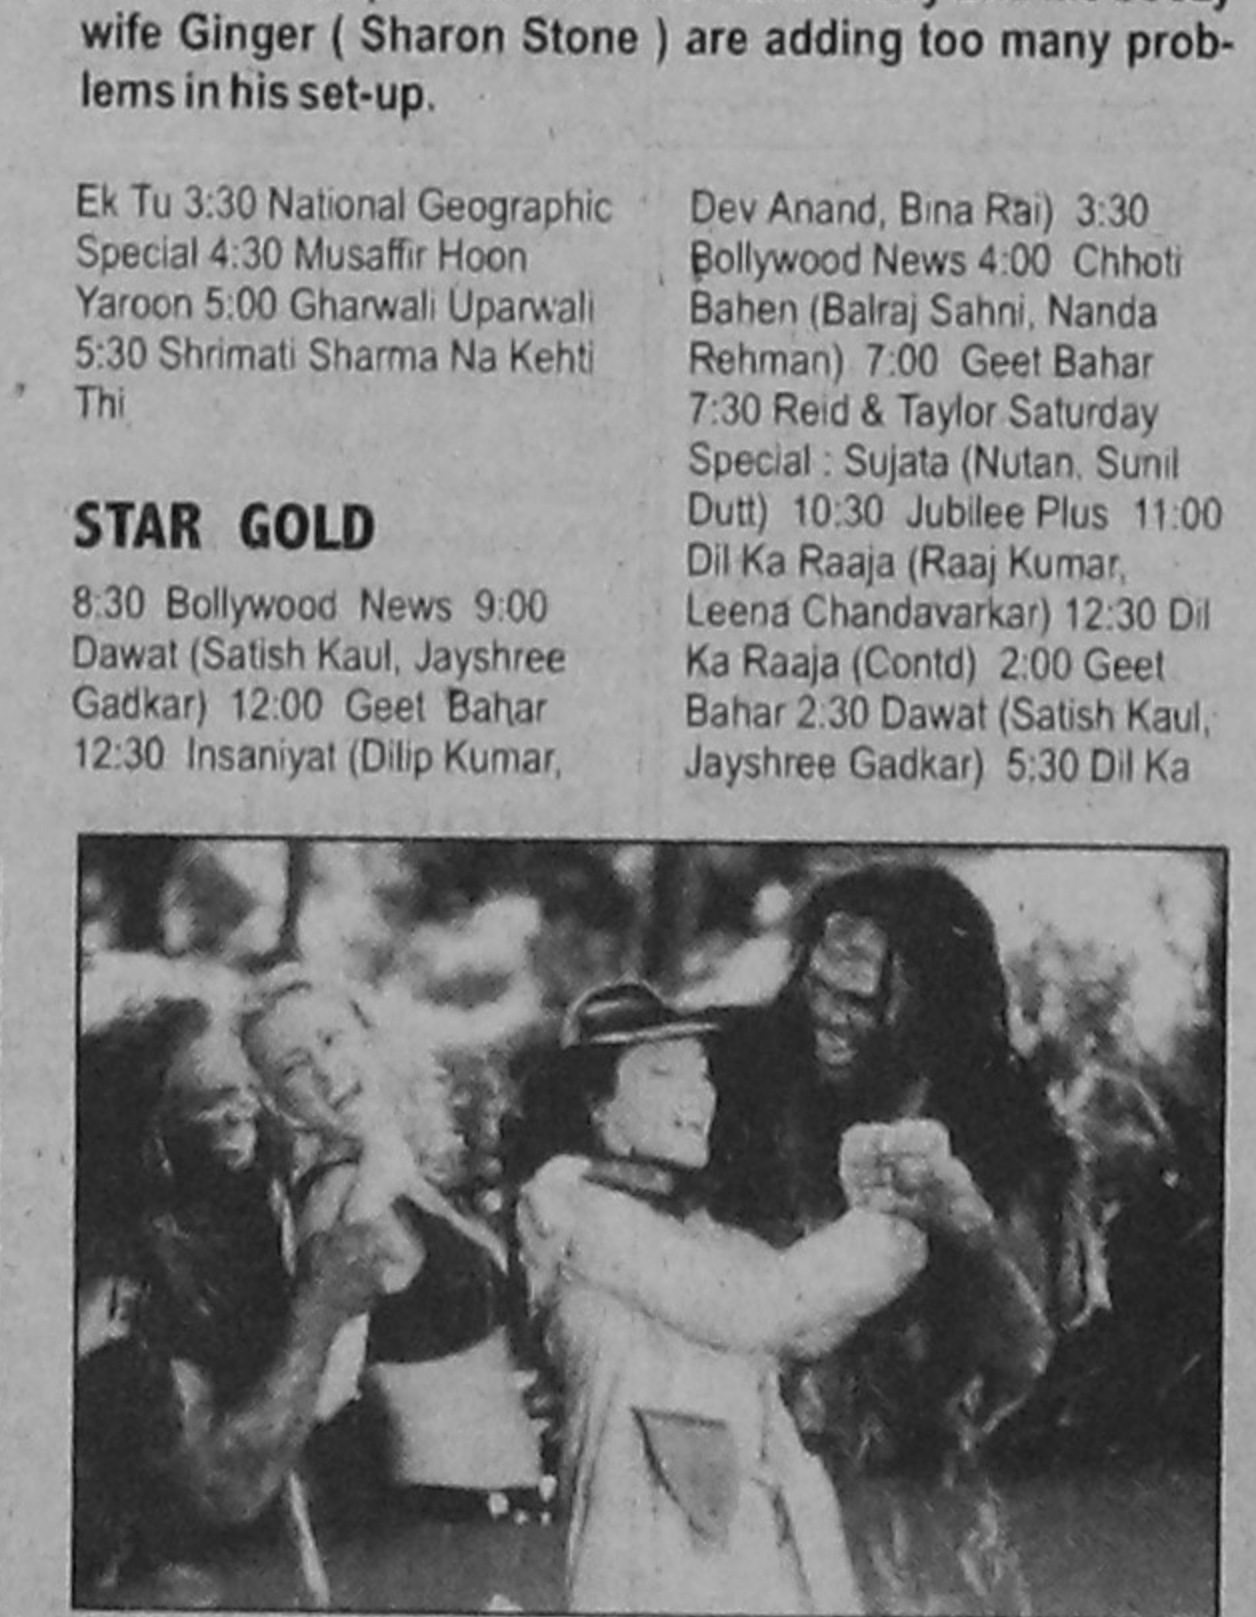 wife Ginger ( Sharon Stone ) are adding too many prob-
lems in his set-up.
Ek Tu 3:30 National Geographic
Special 4:30 Musaffir Hoon
Yaroon 5:00 Gharwali Uparwali
5:30 Shrimati Sharma Na Kehti
Thi
STAR GOLD
8:30 Bollywood News 9:00
Dawat (Satish Kaul, Jayshree
Gadkar) 12:00 Geet Bahar
12:30 Insaniyat (Dilip Kumar,
Dev Anand, Bina Rai) 3:30
Bollywood News 4:00 Chhoti
Bahen (Balraj Sahni, Nanda
Rehman) 7:00 Geet Bahar
7:30 Reid & Taylor Saturday
Special : Sujata (Nutan, Sunil
Dutt) 10:30 Jubilee Plus 11:00
Dil Ka Raaja (Raaj Kumar,
Leena Chandavarkar) 12:30 Dil
Ka Raaja (Contd) 2:00 Geet
Bahar 2:30 Dawat (Satish Kaul,
Jayshree Gadkar) 5:30 Dil Ka